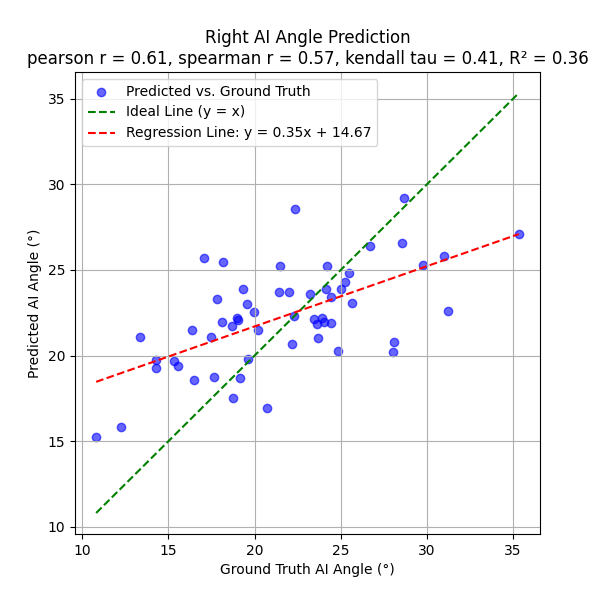 Right AI Angle Prediction
pearson r = 0.61, spearman r = 0.57, kendall tau = 0.41, R² = 0.36
Predicted vs. Ground Truth
Ideal Line (y = x)
Regression Line: y = 0.35x + 14.67
35
30
25
20
15
10
Predicted AI Angle (°)
10 15 20 25 30 35
Ground Truth AI Angle (°)